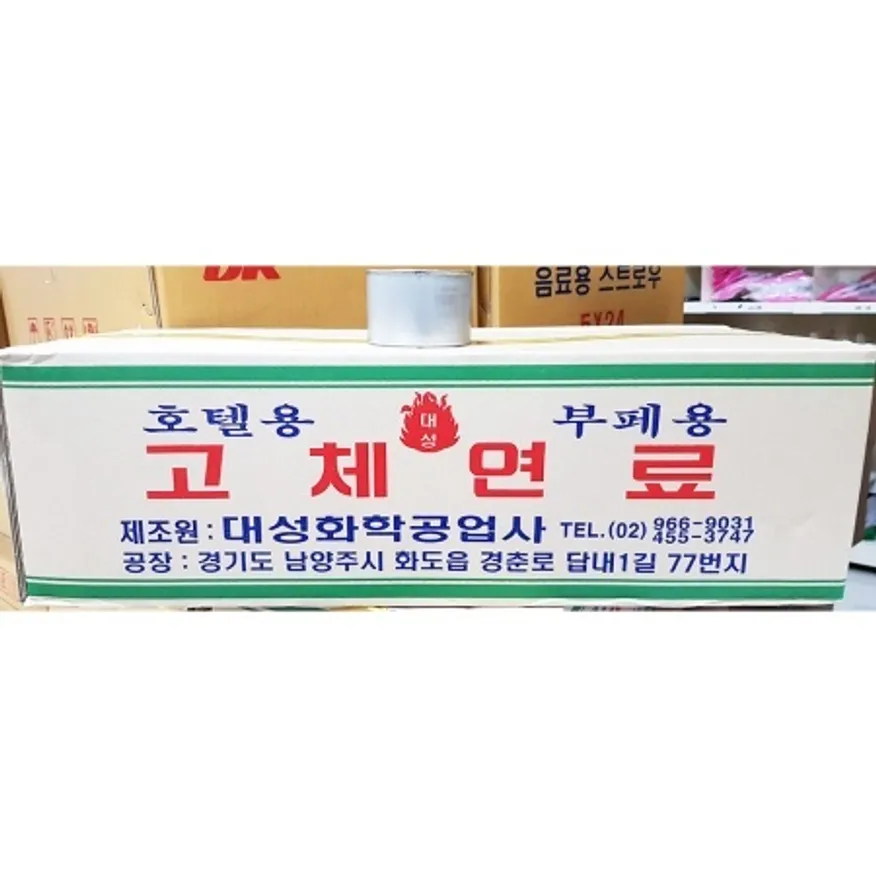 DK
음료용 스트로우
5X24
호텔용 대성 부페용
고체연료
제조원 : 대성화학공업사 TEL.(02) 966-9031
455-3747
공장 : 경기도 남양주시 화도읍 경춘로 답내1길 77번지